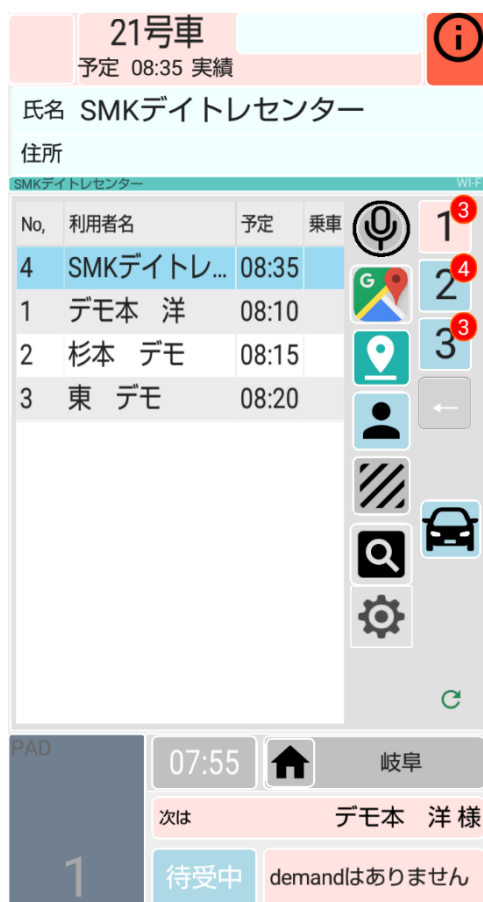 21号車
予定 08:35 実績
氏名 SMKデイトレセンター
住所
SMKデイトレセンター WI-F
No, 利用者名 予定 乗車
4 SMKデイトレ... 08:35
1 デモ本 洋 08:10
2 杉本 デモ 08:15
3 東 デモ 08:20
G
1 3
2 4
3 3
←
PAD
07:55 岐阜
次は デモ本 洋 様
1
待受中 demandはありません